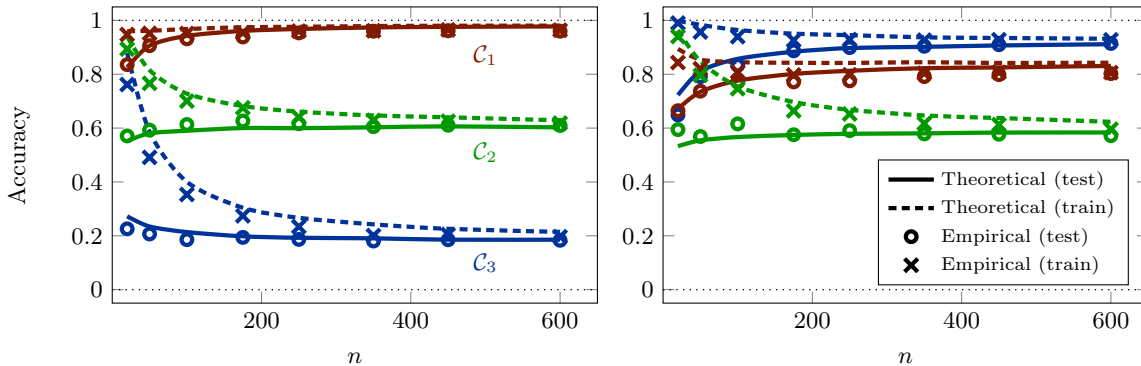 1
0.8
0.6
0.4
0.2
0
Accuracy
200
400
600
n
C1
C2
C3
1
0.8
0.6
0.4
0.2
0
200
400
600
n
Theoretical (test)
Theoretical (train)
Empirical (test)
Empirical (train)